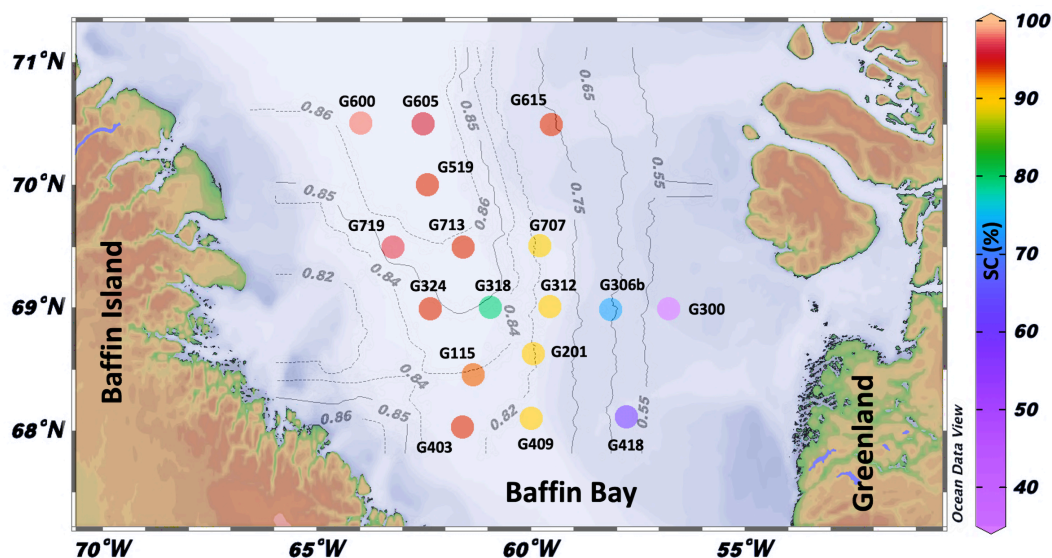 71°N
70°N
69°N
68°N
70°W
65°W
60°W
55°W
Baffin Island
Baffin Bay
Greenland
G600
G605
G615
G519
G719
G713
G707
G324
G318
G312
G306b
G300
G115
G201
G403
G409
G418
0.86
0.85
0.65
0.55
0.75
0.86
0.85
0.84
0.82
0.84
0.84
0.82
0.86
0.85
0.55
100
90
80
70
60
50
40
SC (%)
Ocean Data View